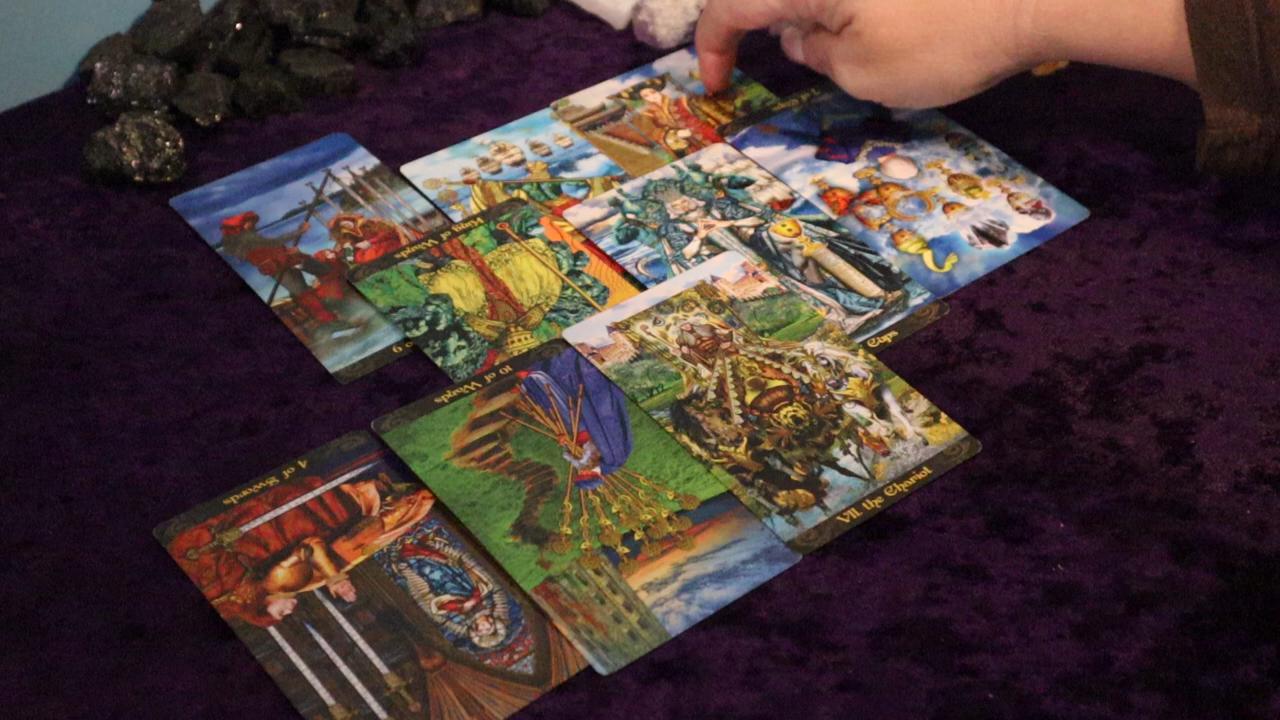 King of Wands
Cups
10 of Wands
4 of Swords
VII. the Chariot